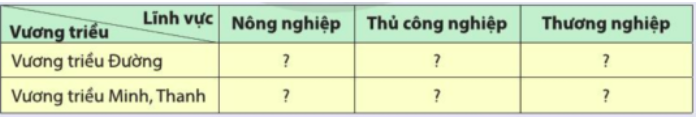 Lĩnh vực
Vương triều
Nông nghiệp Thủ công nghiệp Thương nghiệp
Vương triều Đường ? ? ?
Vương triều Minh, Thanh ? ? ?